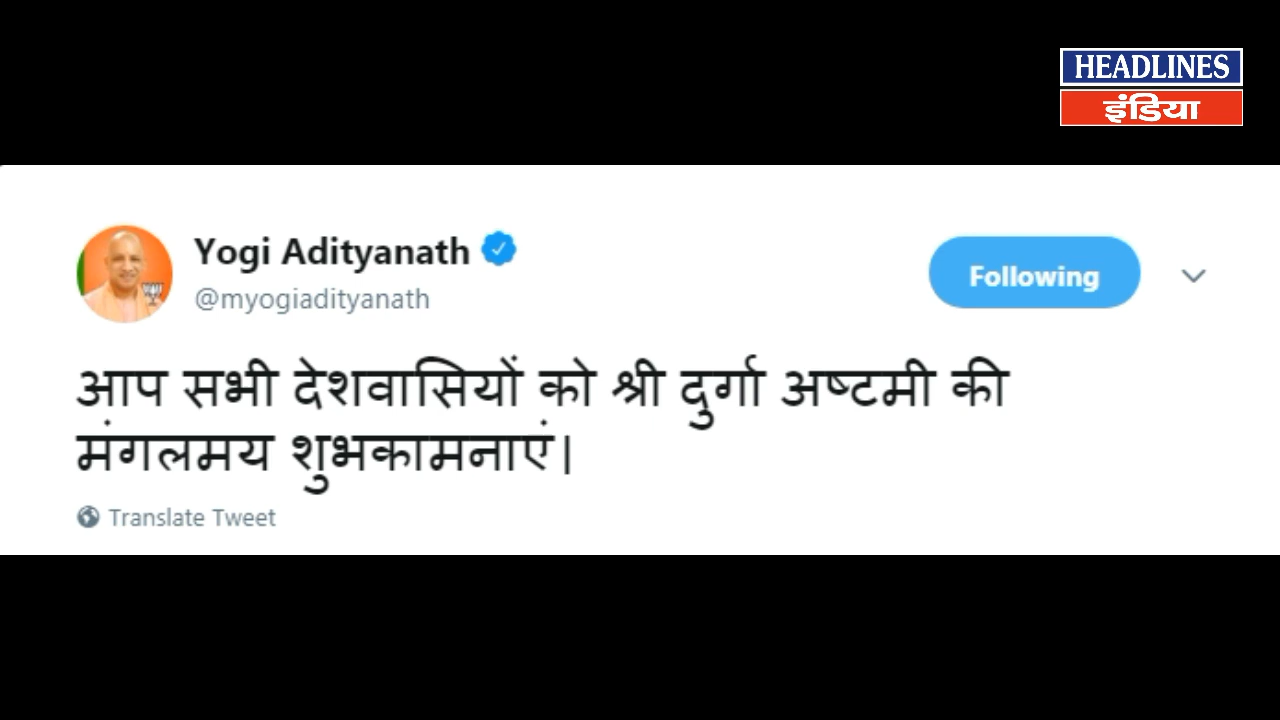 HEADLINES
इंडिया
Yogi Adityanath
@myogiadityanath
Following
आप सभी देशवासियों को श्री दुर्गा अष्टमी की
मंगलमय शुभकामनाएं।
Translate Tweet